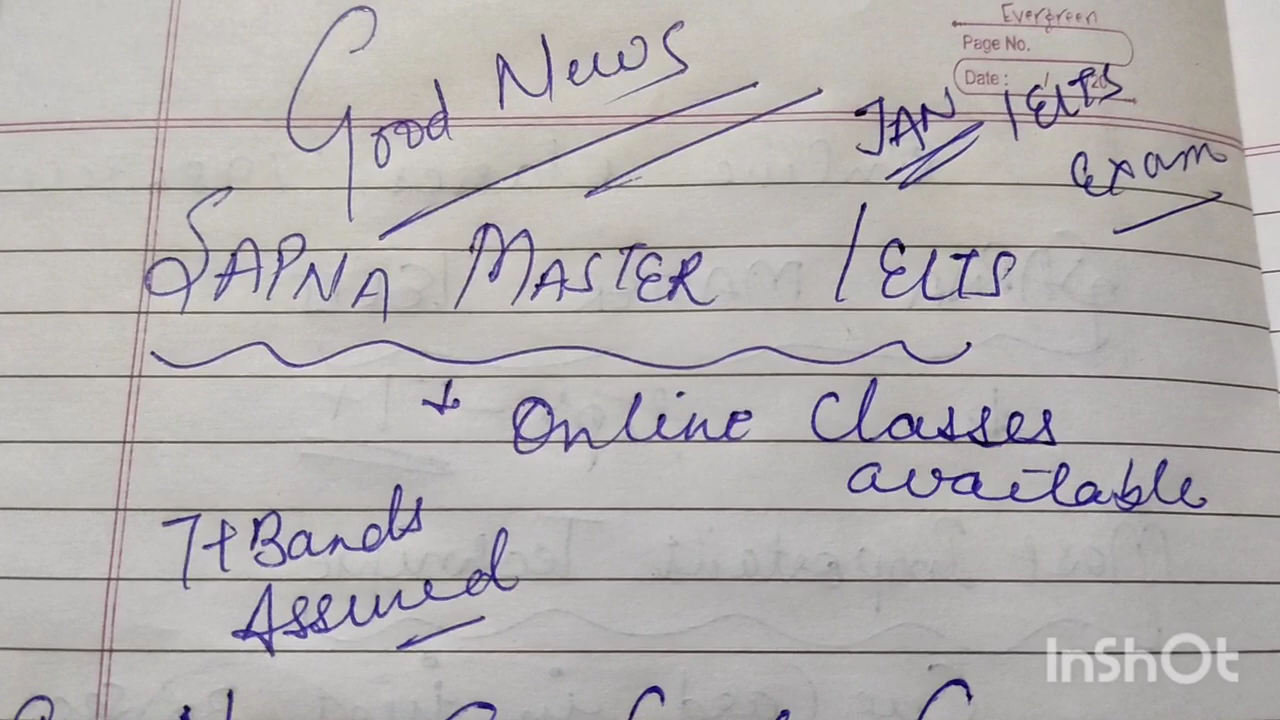 Evergreen
Page No.
Date : / /20
Good News
JAN IELTS
Exam
SAPNA MASTER IELTS
+ Online Classes
available
7+ Bands
Assured
InShOt